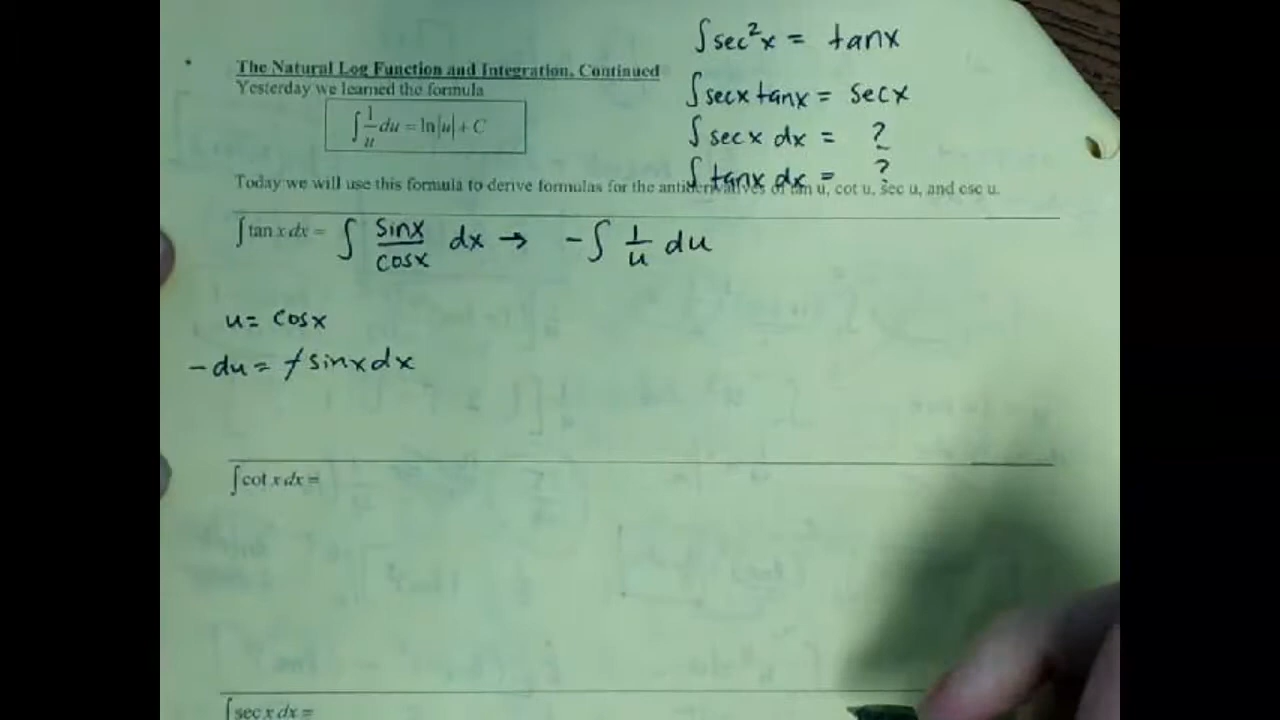 ∫sec²x = tanx
The Natural Log Function and Integration, Continued
Yesterday we learned the formula
∫secx tanx = secx
∫ 1/u du = ln|u| + C
∫secx dx = ?
∫tanx dx = ?
Today we will use this formula to derive formulas for the antiderivatives of tan u, cot u, sec u, and csc u.
∫tan x dx = ∫ sinx/cosx dx → -∫ 1/u du
u = cosx
-du = -sinx dx
∫cot x dx =
∫sec x dx =